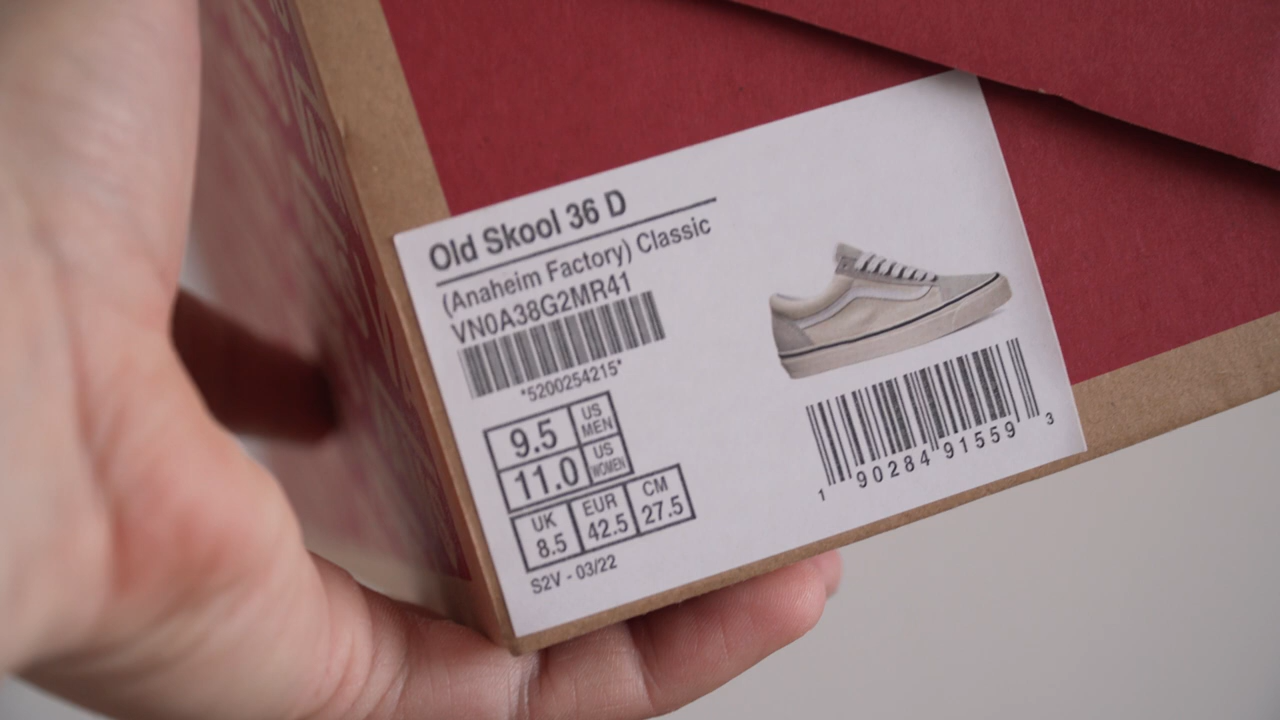 Old Skool 36 D
(Anaheim Factory) Classic
VN0A38G2MR41
*5200254215*
9.5 US MEN
11.0 US WOMEN
UK EUR CM
8.5 42.5 27.5
S2V - 03/22
1 90284 91559 3